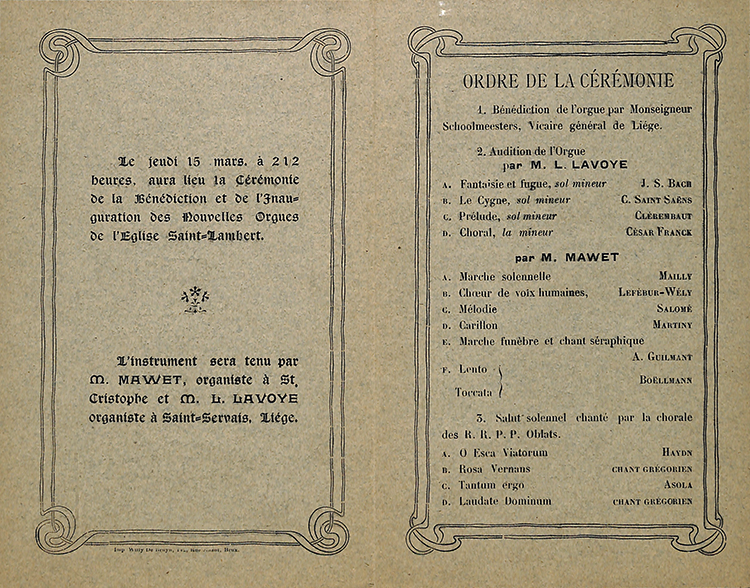 Le jeudi 15 mars, à 2 1 2
heures, aura lieu la Cérémonie
de la Bénédiction et de l'Inau-
guration des Nouvelles Orgues
de l'Eglise Saint-Lambert.
L'instrument sera tenu par
M. MAWET, organiste à St,
Cristophe et M. L. LAVOYE
organiste à Saint-Servais, Liége.
Imp Willy De
ORDRE DE LA CÉRÉMONIE
1. Bénédiction de l'orgue par Monseigneur
Schoolmeesters, Vicaire général de Liége.
2. Audition de l'Orgue
par M. L. LAVOYE
A. Fantaisie et fugue, sol mineur J. S. BACH
B. Le Cygne, sol mineur C. SAINT SAËNS
C. Prélude, sol mineur CLÉREMBAUT
D. Choral, la mineur CÉSAR FRANCK
par M. MAWET
A. Marche solennelle MAILLY
B. Chœur de voix humaines, LEFÉBUR-WÉLY
C. Mélodie SALOMÉ
D. Carillon MARTINY
E. Marche funèbre et chant séraphique
A. GUILMANT
F. Lento
BOËLLMANN
Toccata
3. Salut solennel chanté par la chorale
des R. R. P. P. Oblats.
A. O Esca Viatorum HAYDN
B. Rosa Vernans CHANT GRÉGORIEN
C. Tantum ergo ASOLA
D. Laudate Dominum CHANT GRÉGORIEN